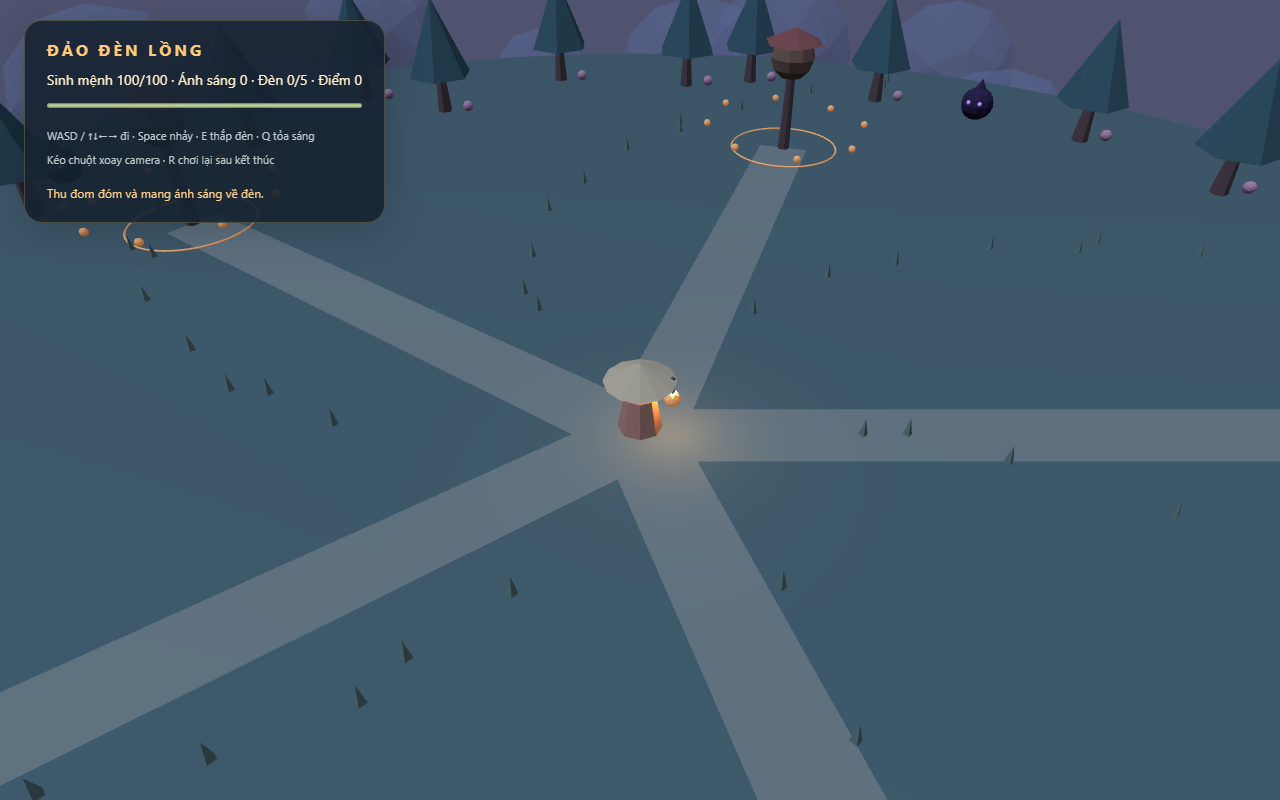 ĐẢO ĐÈN LỒNG
Sinh mệnh 100/100 · Ánh sáng 0 · Đèn 0/5 · Điểm 0
WASD / ↑↓←→ đi · Space nhảy · E thắp đèn · Q tỏa sáng
Kéo chuột xoay camera · R chơi lại sau kết thúc
Thu đom đóm và mang ánh sáng về đèn.